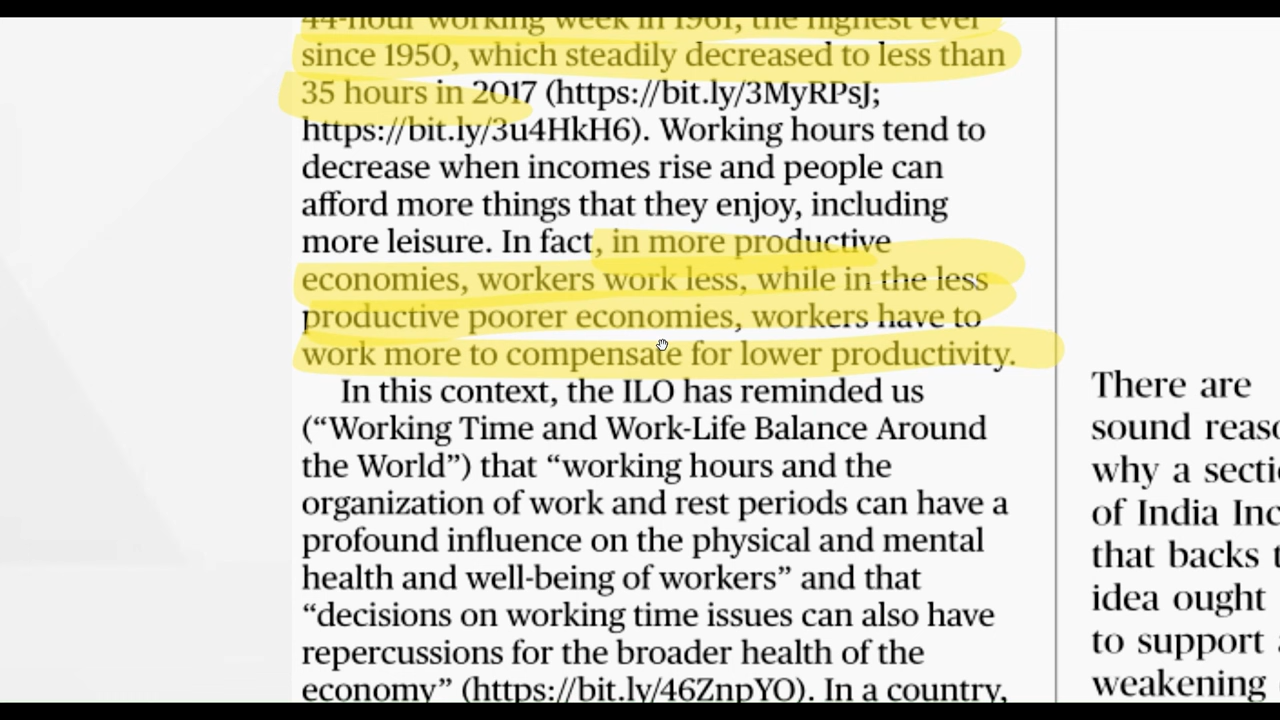 44-hour working week in 1961, the highest ever
since 1950, which steadily decreased to less than
35 hours in 2017 (https://bit.ly/3MyRPsJ;
https://bit.ly/3u4HkH6). Working hours tend to
decrease when incomes rise and people can
afford more things that they enjoy, including
more leisure. In fact, in more productive
economies, workers work less, while in the less
productive poorer economies, workers have to
work more to compensate for lower productivity.
In this context, the ILO has reminded us
(“Working Time and Work-Life Balance Around
the World”) that “working hours and the
organization of work and rest periods can have a
profound influence on the physical and mental
health and well-being of workers” and that
“decisions on working time issues can also have
repercussions for the broader health of the
economy” (https://bit.ly/46ZnpYO). In a country,
There are
sound
why a
of India Inc
that backs
idea ought
to support
weakening